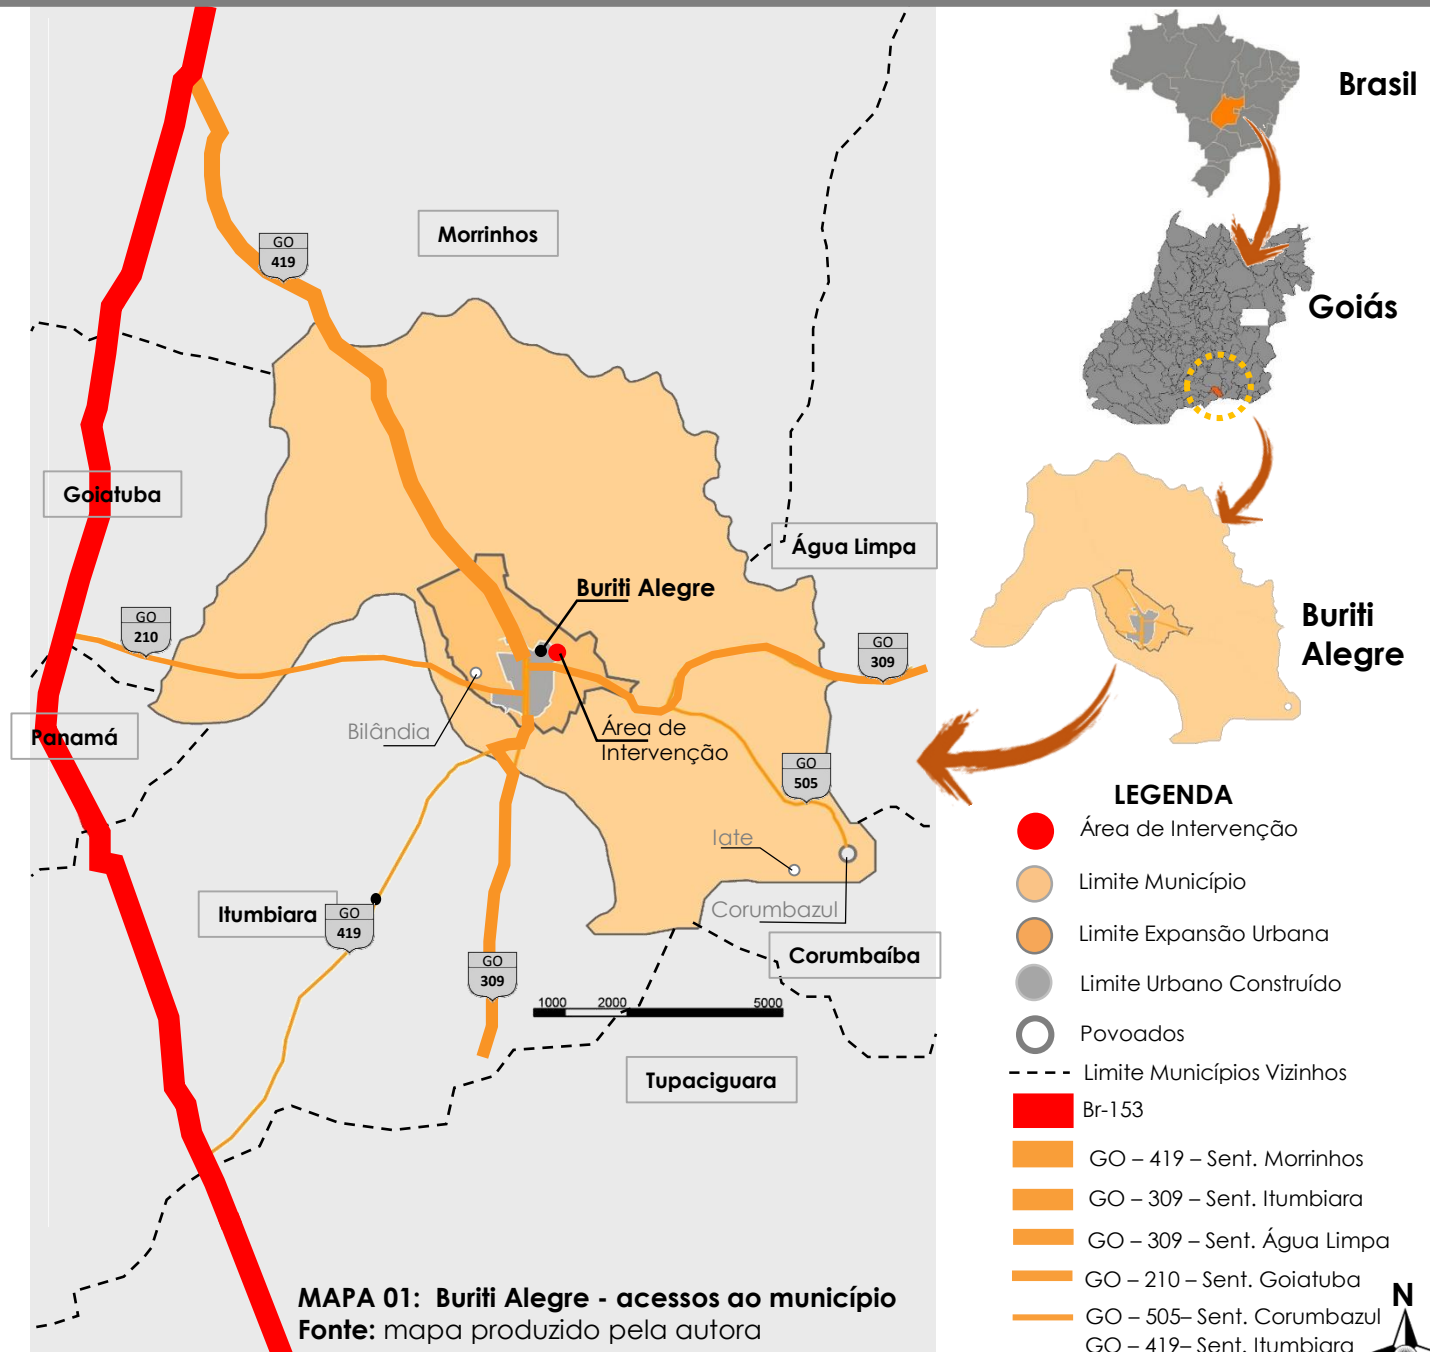 Brasil
Goiás
Buriti
Alegre
Morrinhos
GO
419
Goiatuba
Água Limpa
Buriti Alegre
GO
210
GO
309
Bilândia
Área de
Intervenção
Panamá
GO
505
Iate
Corumbazul
Itumbiara
GO
419
GO
309
Corumbaíba
1000 2000 5000
Tupaciguara
MAPA 01: Buriti Alegre - acessos ao município
Fonte: mapa produzido pela autora
LEGENDA
Área de Intervenção
Limite Município
Limite Expansão Urbana
Limite Urbano Construído
Povoados
Limite Municípios Vizinhos
Br-153
GO – 419 – Sent. Morrinhos
GO – 309 – Sent. Itumbiara
GO – 309 – Sent. Água Limpa
GO – 210 – Sent. Goiatuba
GO – 505– Sent. Corumbazul
GO – 419– Sent. Itumbiara
N